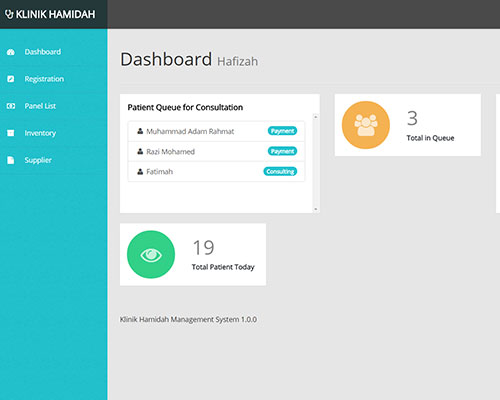 KLINIK HAMIDAH
Dashboard
Registration
Panel List
Inventory
Supplier
Dashboard Hafizah
Patient Queue for Consultation
Muhammad Adam Rahmat Payment
Razi Mohamed Payment
Fatimah Consulting
3
Total in Queue
19
Total Patient Today
Klinik Hamidah Management System 1.0.0